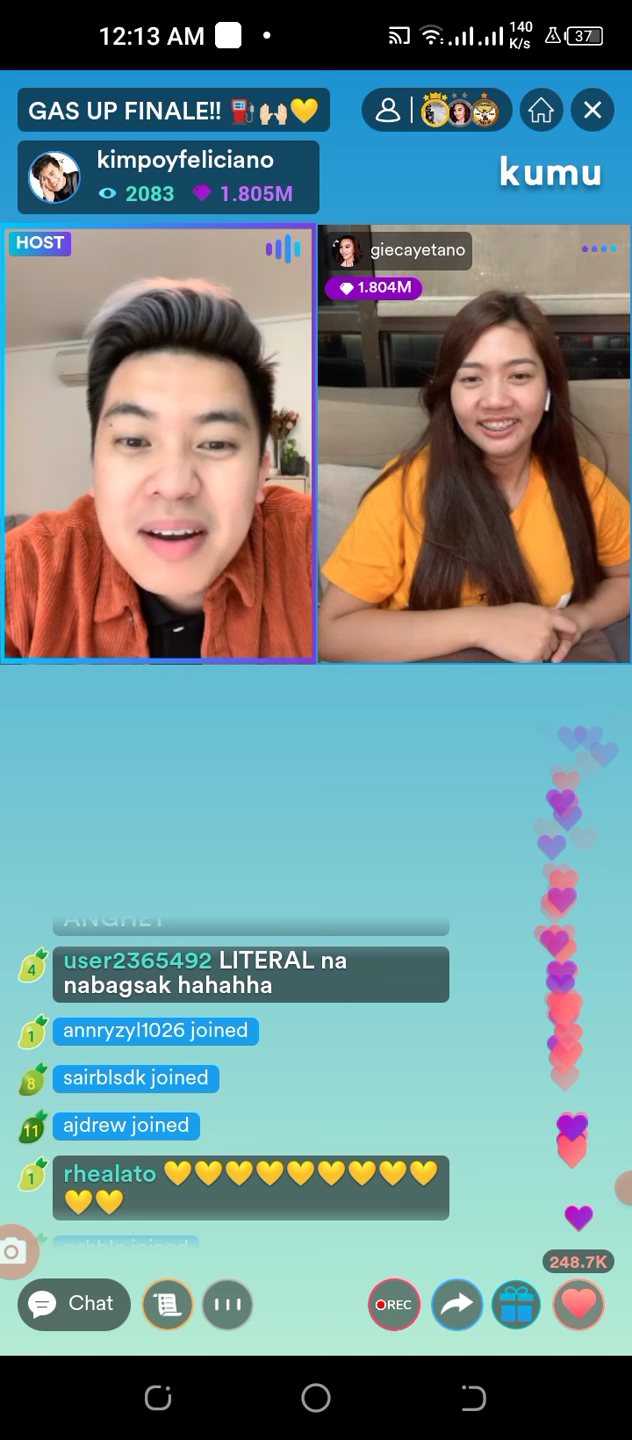 12:13 AM
140
K/s
37
GAS UP FINALE!! ⛽🙌🏻💛
kimpoyfeliciano
2083 1.805M
kumu
HOST
giecayetano
1.804M
ANGHET
4
user2365492 LITERAL na
nabagsak hahahha
1
annryzyl1026 joined
8
sairblsdk joined
11
ajdrew joined
1
rhealato 💛💛💛💛💛💛💛💛💛
💛💛
joined
248.7K
Chat
REC